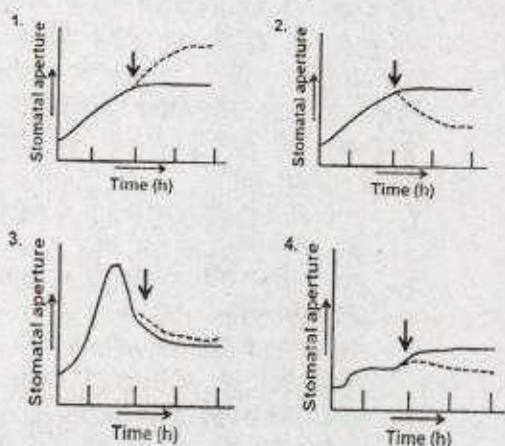 1.
Stomatal aperture
Time (h)
2.
Stomatal aperture
Time (h)
3.
Stomatal aperture
Time (h)
4.
Stomatal aperture
Time (h)